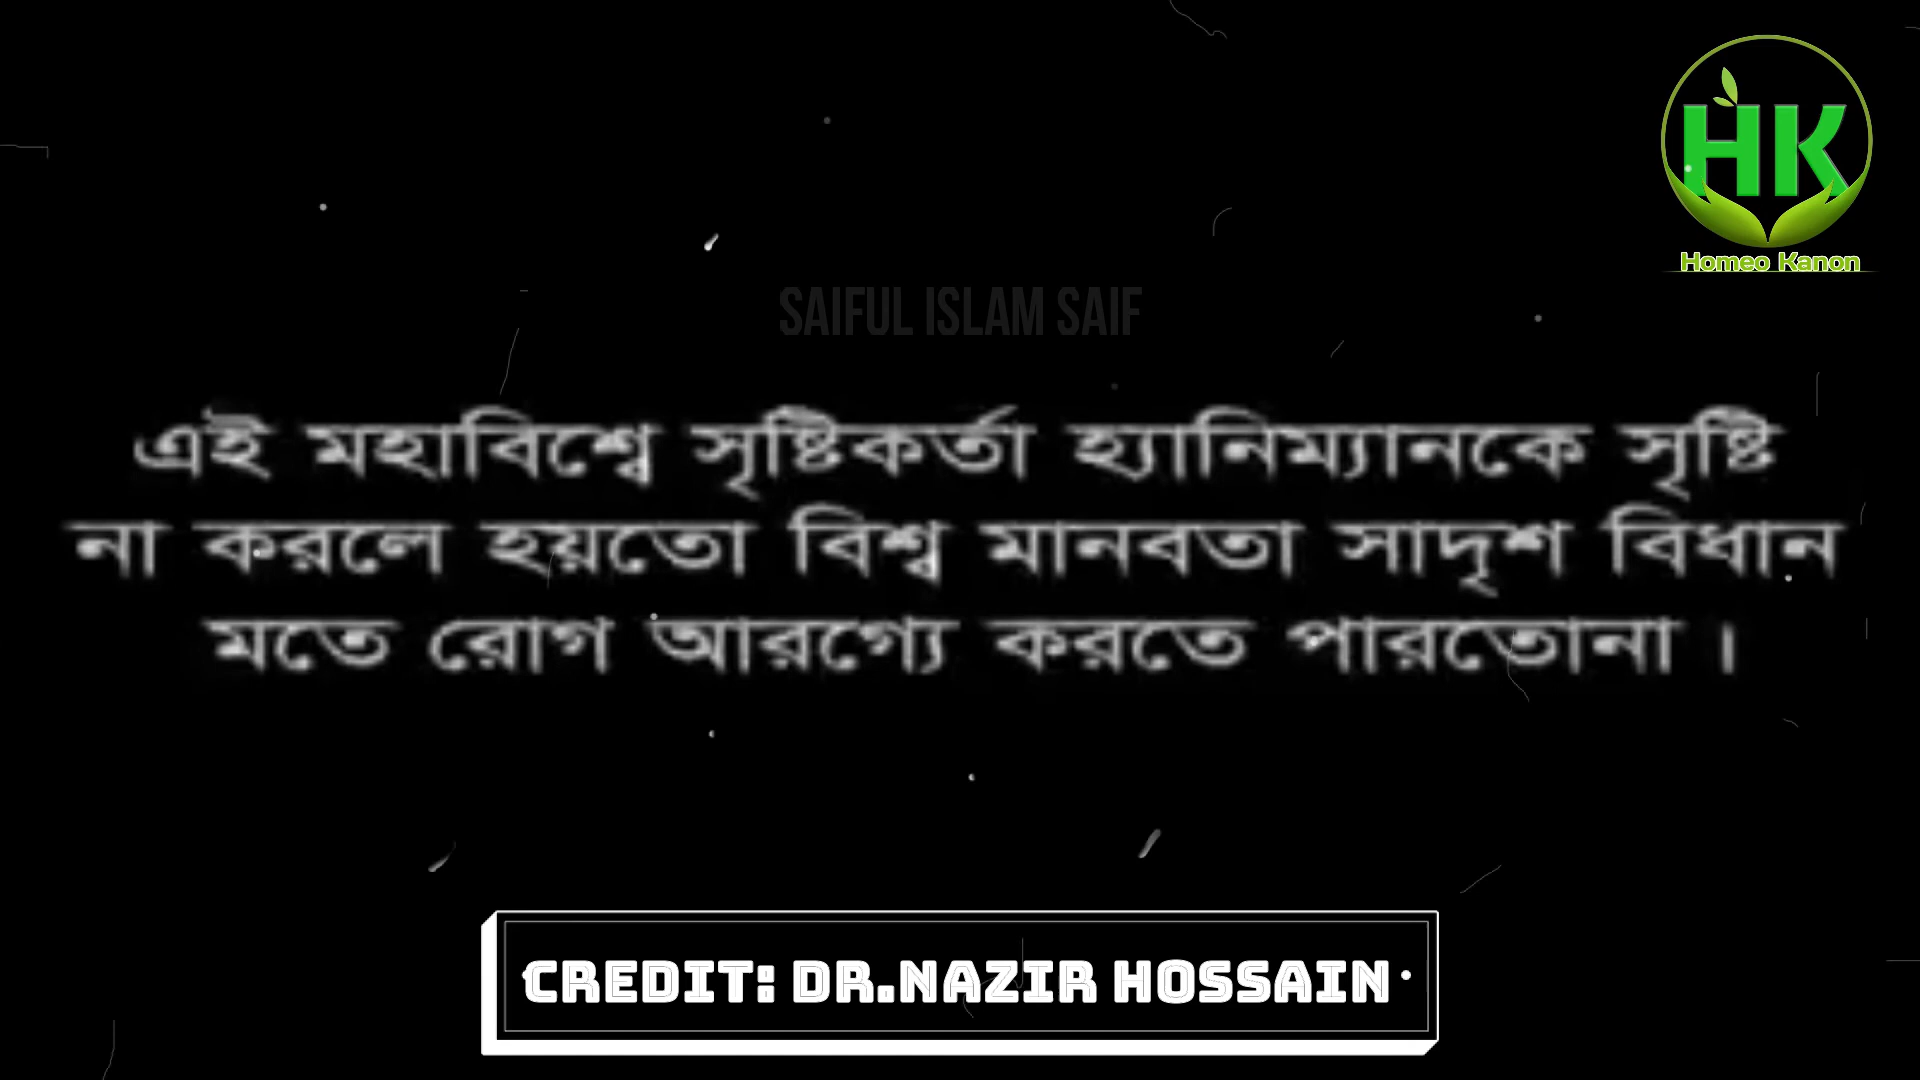 HK
Homeo Kanon
SAIFUL ISLAM SAIF
এই মহাবিশ্বে সৃষ্টিকর্তা হ্যানিম্যানকে সৃষ্টি
না করলে হয়তো বিশ্ব মানবতা সাদৃশ বিধান
মতে রোগ আরগ্যে করতে পারতোনা ।
CREDIT: DR.NAZIR HOSSAIN